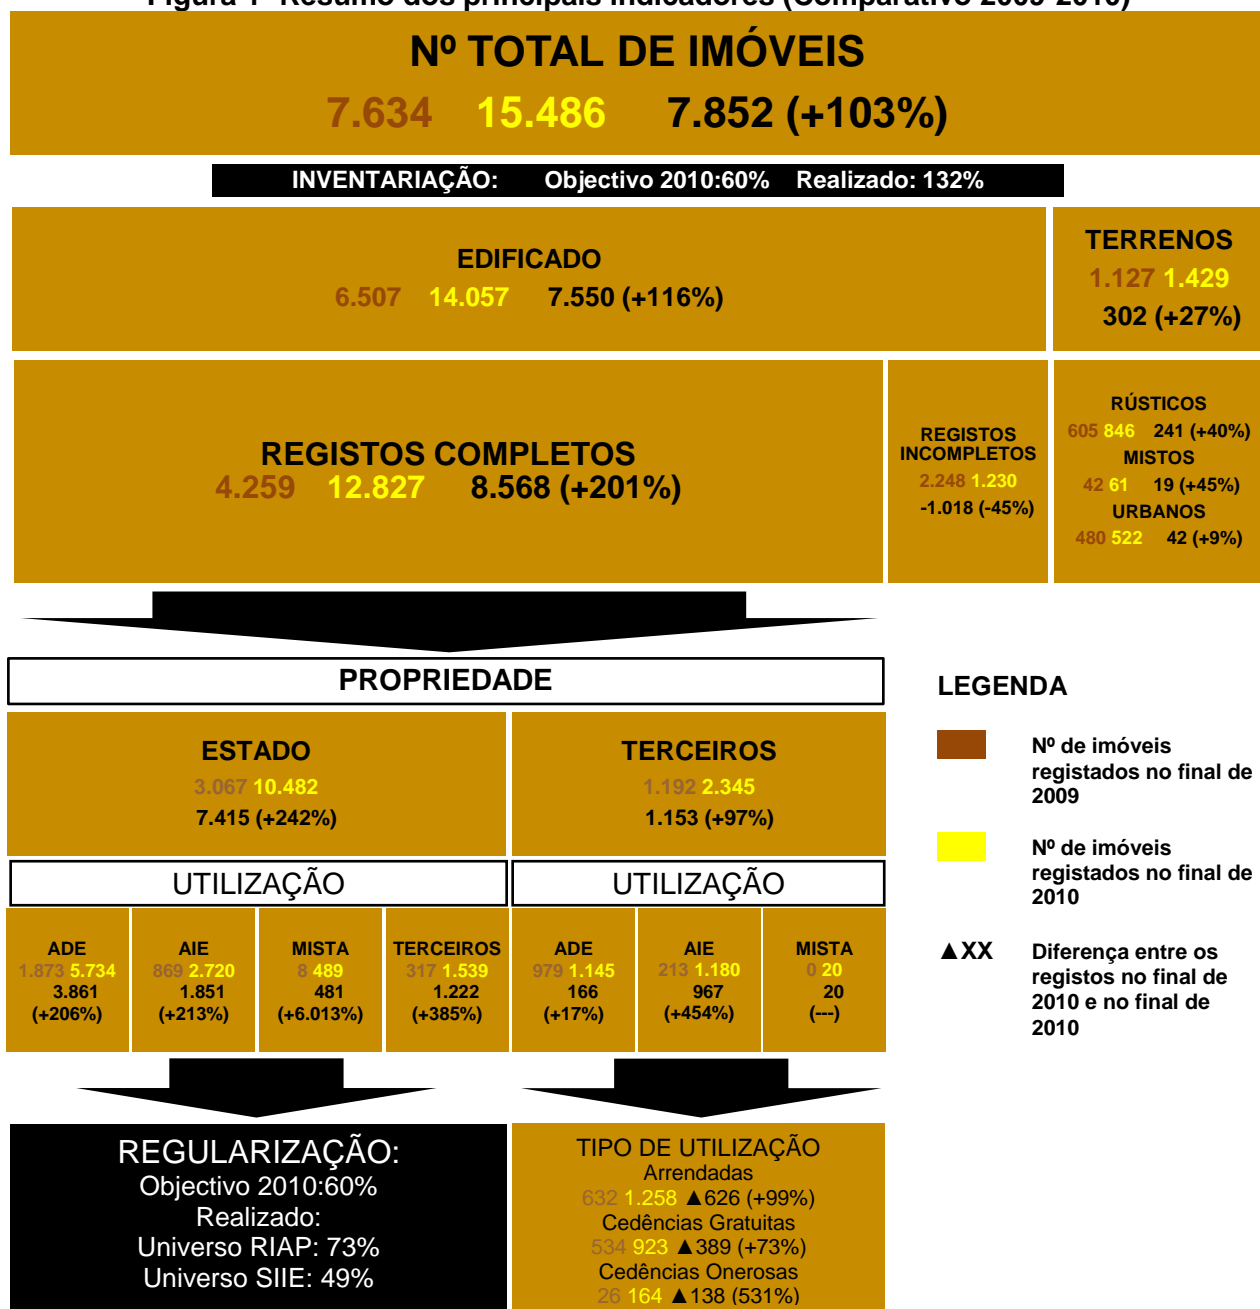 Figura 1- Resumo dos principais indicadores (Comparativo 2009-2010)
Nº TOTAL DE IMÓVEIS
7.634 15.486 7.852 (+103%)
INVENTARIAÇÃO: Objectivo 2010:60% Realizado: 132%
EDIFICADO
6.507 14.057 7.550 (+116%)
TERRENOS
1.127 1.429
302 (+27%)
REGISTOS COMPLETOS
4.259 12.827 8.568 (+201%)
REGISTOS
INCOMPLETOS
2.248 1.230
-1.018 (-45%)
RÚSTICOS
605 846 241 (+40%)
MISTOS
42 61 19 (+45%)
URBANOS
480 522 42 (+9%)
PROPRIEDADE
ESTADO
3.067 10.482
7.415 (+242%)
TERCEIROS
1.192 2.345
1.153 (+97%)
UTILIZAÇÃO
UTILIZAÇÃO
ADE
1.873 5.734
3.861
(+206%)
AIE
869 2.720
1.851
(+213%)
MISTA
8 489
481
(+6.013%)
TERCEIROS
317 1.539
1.222
(+385%)
ADE
979 1.145
166
(+17%)
AIE
213 1.180
967
(+454%)
MISTA
0 20
20
(---)
REGULARIZAÇÃO:
Objectivo 2010:60%
Realizado:
Universo RIAP: 73%
Universo SIIE: 49%
TIPO DE UTILIZAÇÃO
Arrendadas
632 1.258 ▲626 (+99%)
Cedências Gratuitas
534 923 ▲389 (+73%)
Cedências Onerosas
26 164 ▲138 (531%)
LEGENDA
Nº de imóveis
registados no final de
2009
Nº de imóveis
registados no final de
2010
▲XX Diferença entre os
registos no final de
2010 e no final de
2010